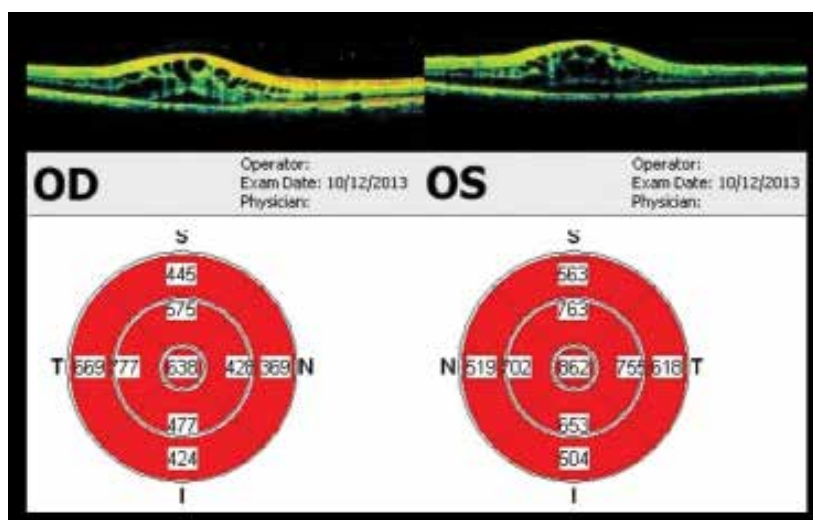 OD
Operator:
Exam Date: 10/12/2013
Physician:
OS
Operator:
Exam Date: 10/12/2013
Physician:
S
445
575
T 669 777 638 428 369 N
477
424
I
S
563
763
N 519 702 862 755 618 T
653
504
I